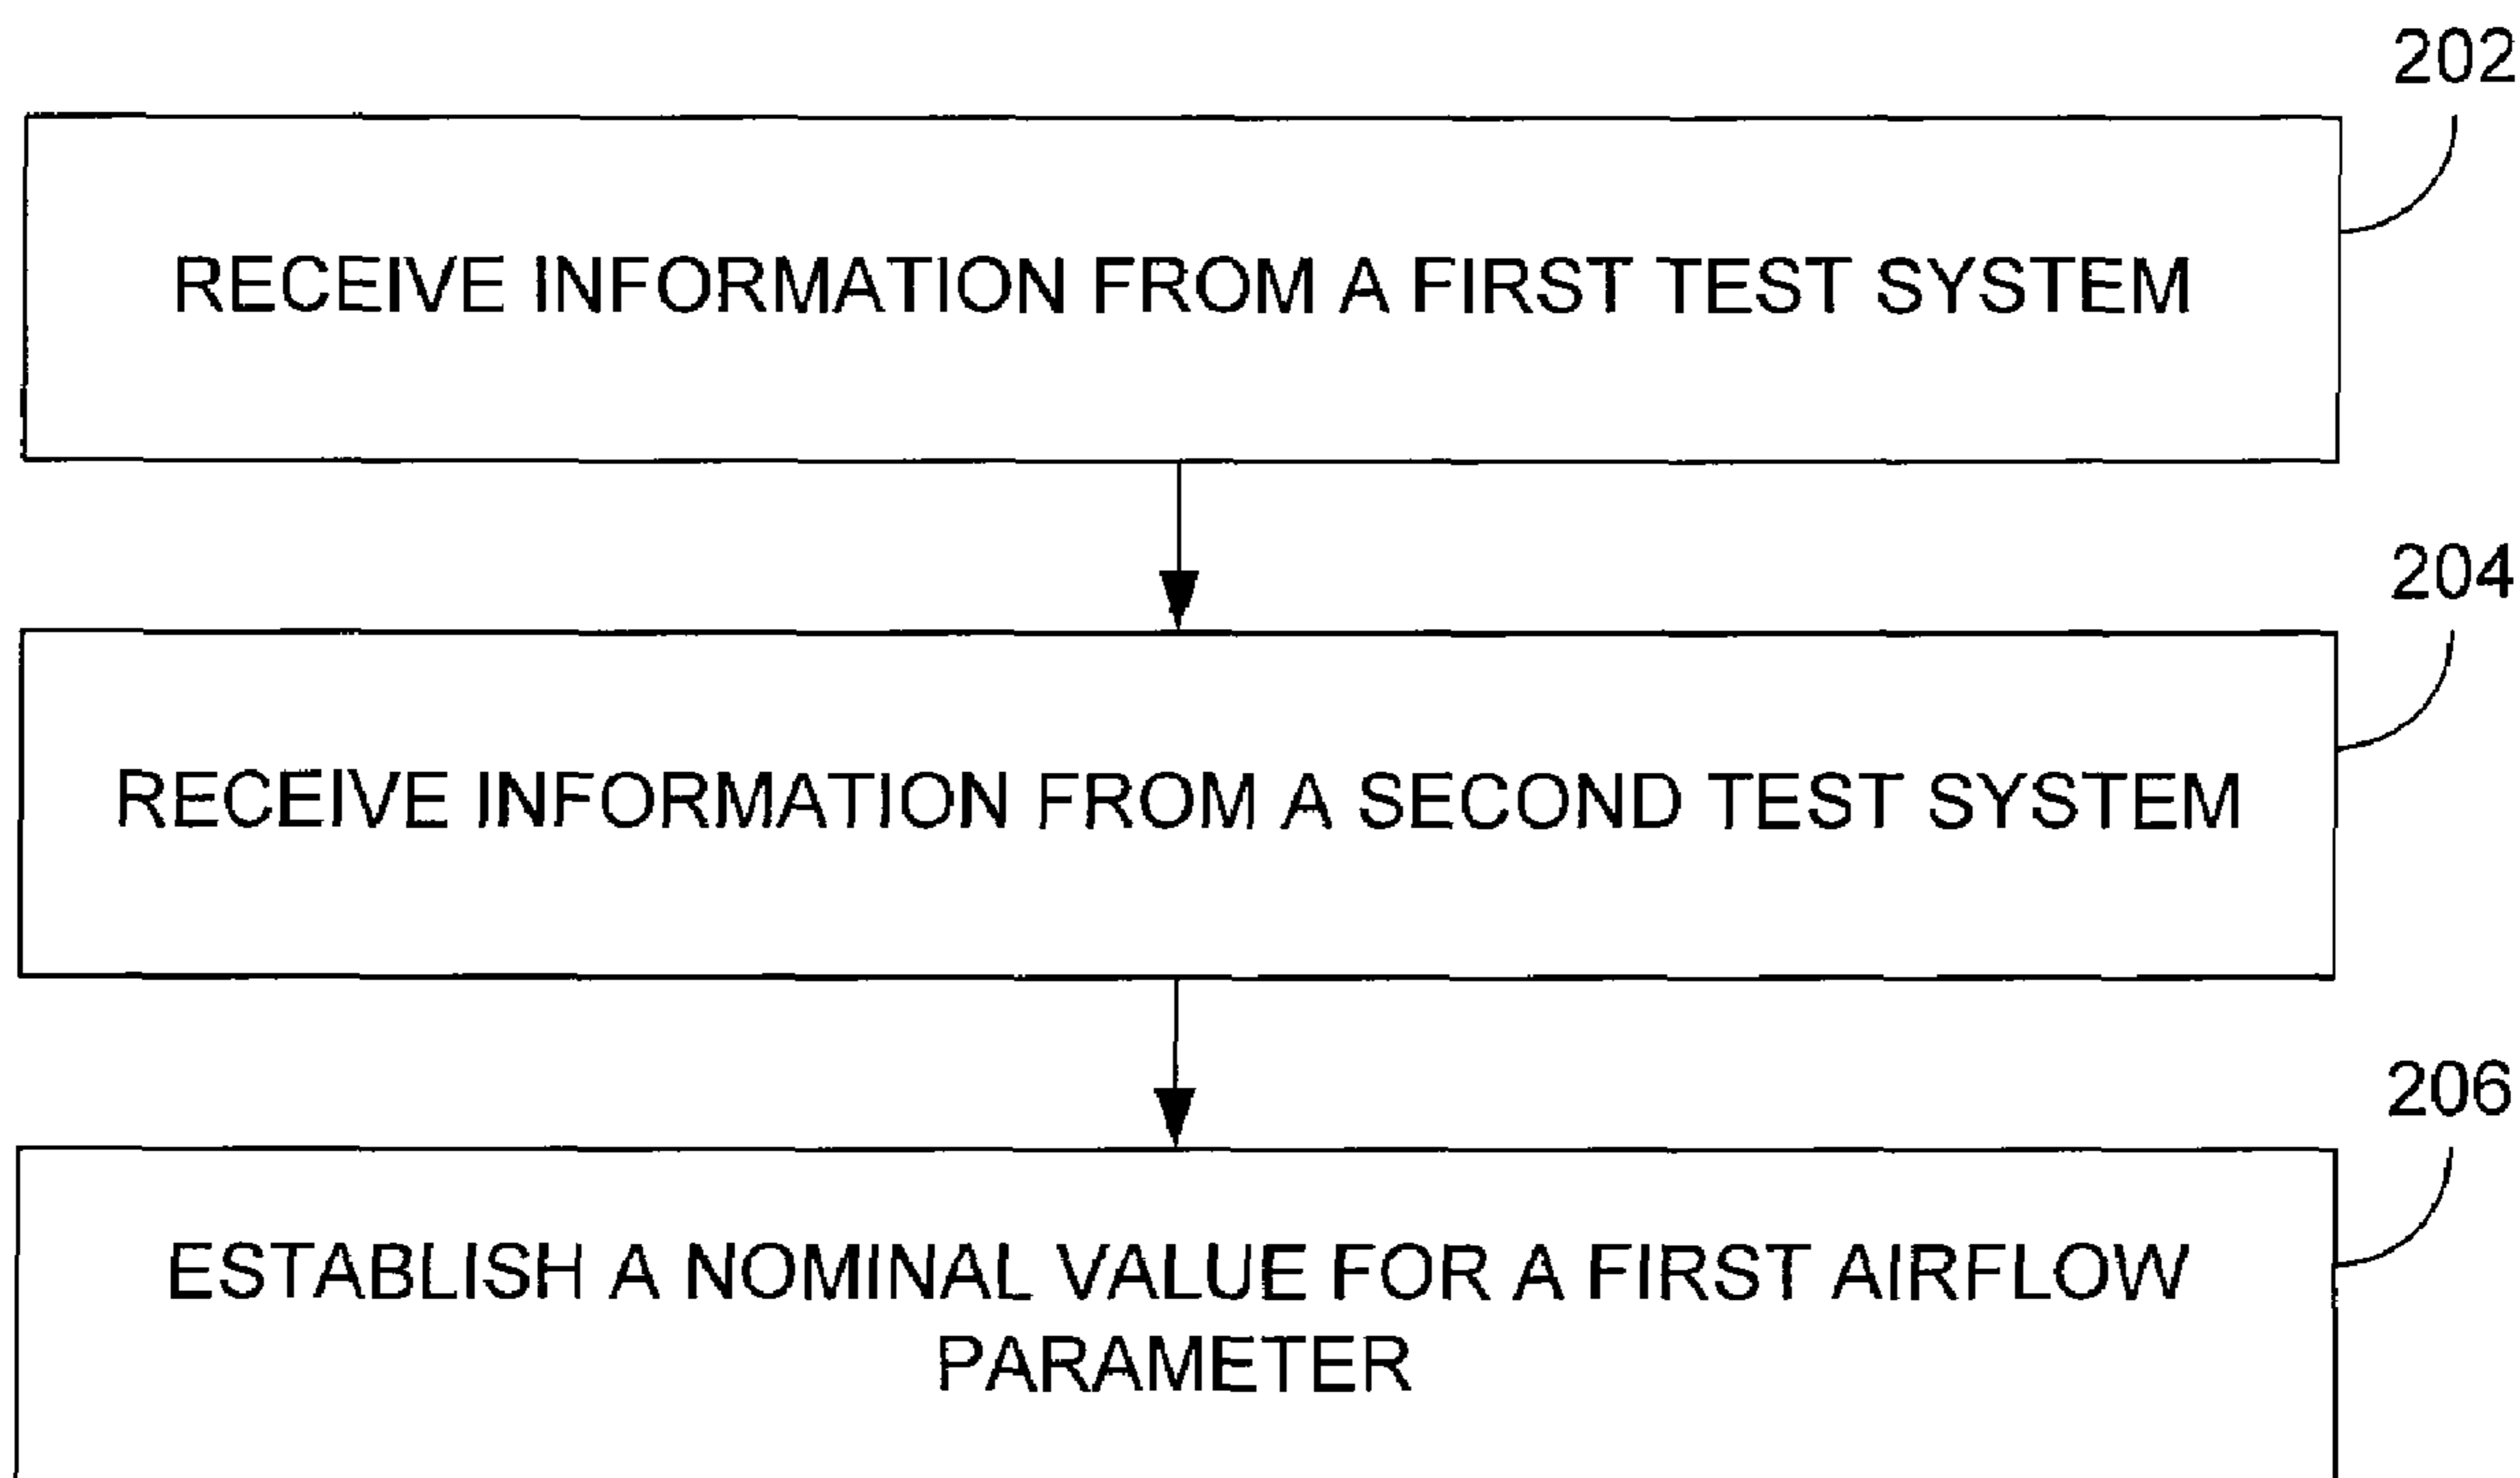 202
RECEIVE INFORMATION FROM A FIRST TEST SYSTEM
204
RECEIVE INFORMATION FROM A SECOND TEST SYSTEM
206
ESTABLISH A NOMINAL VALUE FOR A FIRST AIRFLOW
PARAMETER